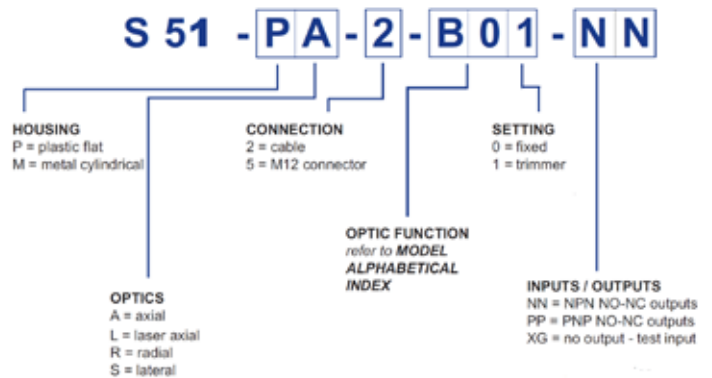 S 51 - P A - 2 - B 0 1 - N N
HOUSING
P = plastic flat
M = metal cylindrical
CONNECTION
2 = cable
5 = M12 connector
SETTING
0 = fixed
1 = trimmer
OPTIC FUNCTION
refer to MODEL
ALPHABETICAL
INDEX
OPTICS
A = axial
L = laser axial
R = radial
S = lateral
INPUTS / OUTPUTS
NN = NPN NO-NC outputs
PP = PNP NO-NC outputs
XG = no output - test input